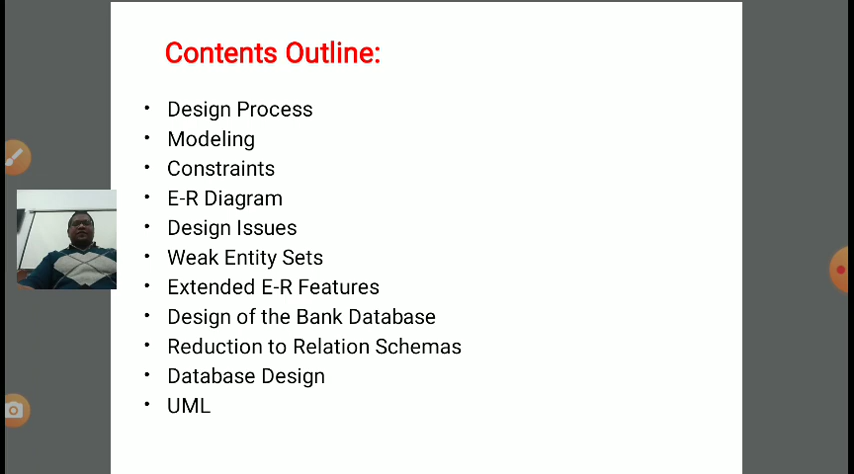 Contents Outline:
• Design Process
• Modeling
• Constraints
• E-R Diagram
• Design Issues
• Weak Entity Sets
• Extended E-R Features
• Design of the Bank Database
• Reduction to Relation Schemas
• Database Design
• UML